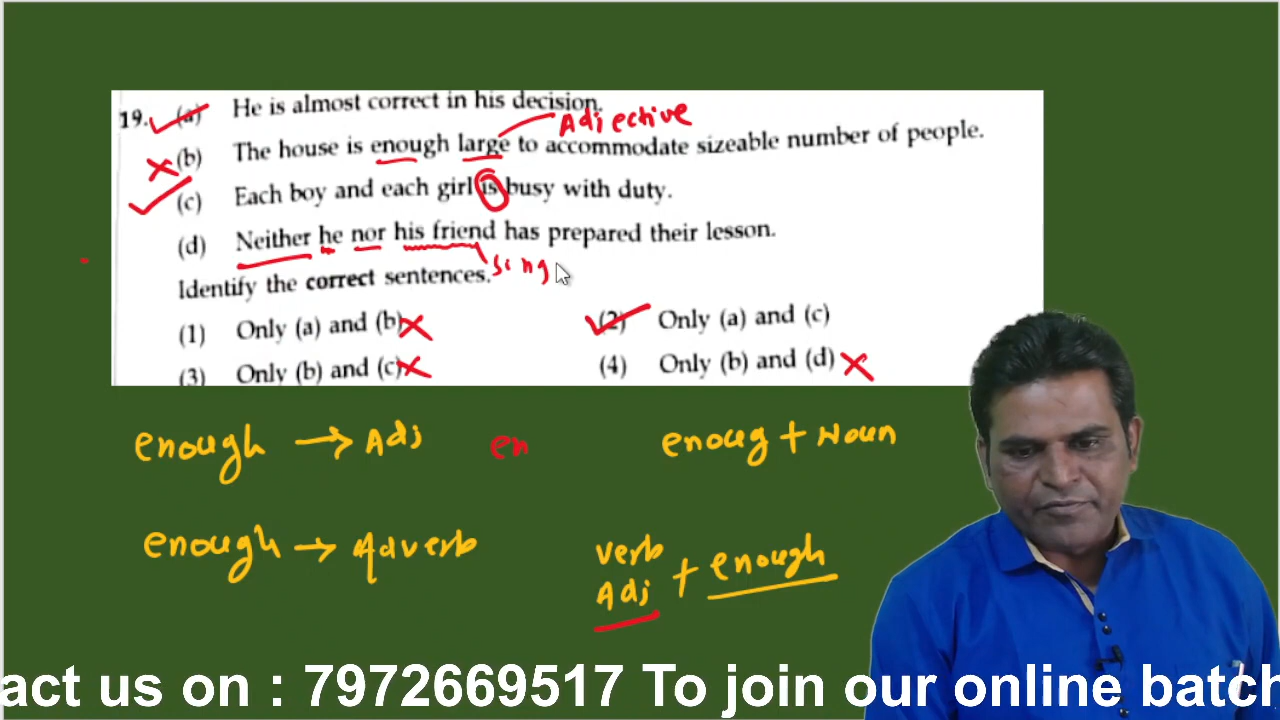 19. (a) He is almost correct in his decision.
Adjective
(b) The house is enough large to accommodate sizeable number of people.
(c) Each boy and each girl is busy with duty.
(d) Neither he nor his friend has prepared their lesson.
sing
Identify the correct sentences.
(1) Only (a) and (b) (2) Only (a) and (c)
(3) Only (b) and (c) (4) Only (b) and (d)
enough → Adj en enoug + Noun
enough → Adverb
verb
Adj + enough
act us on : 7972669517 To join our online batch